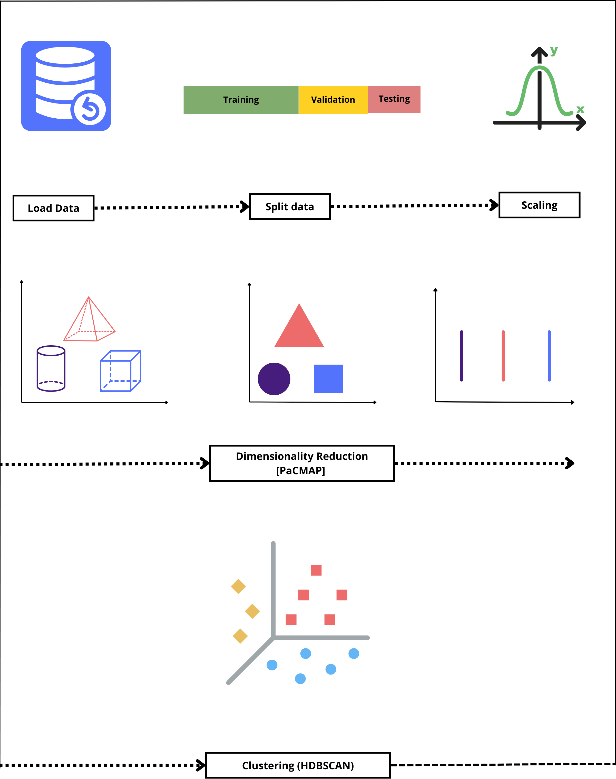 Training
Validation
Testing
y
x
Load Data
Split data
Scaling
Dimensionality Reduction
[PaCMAP]
Clustering (HDBSCAN)